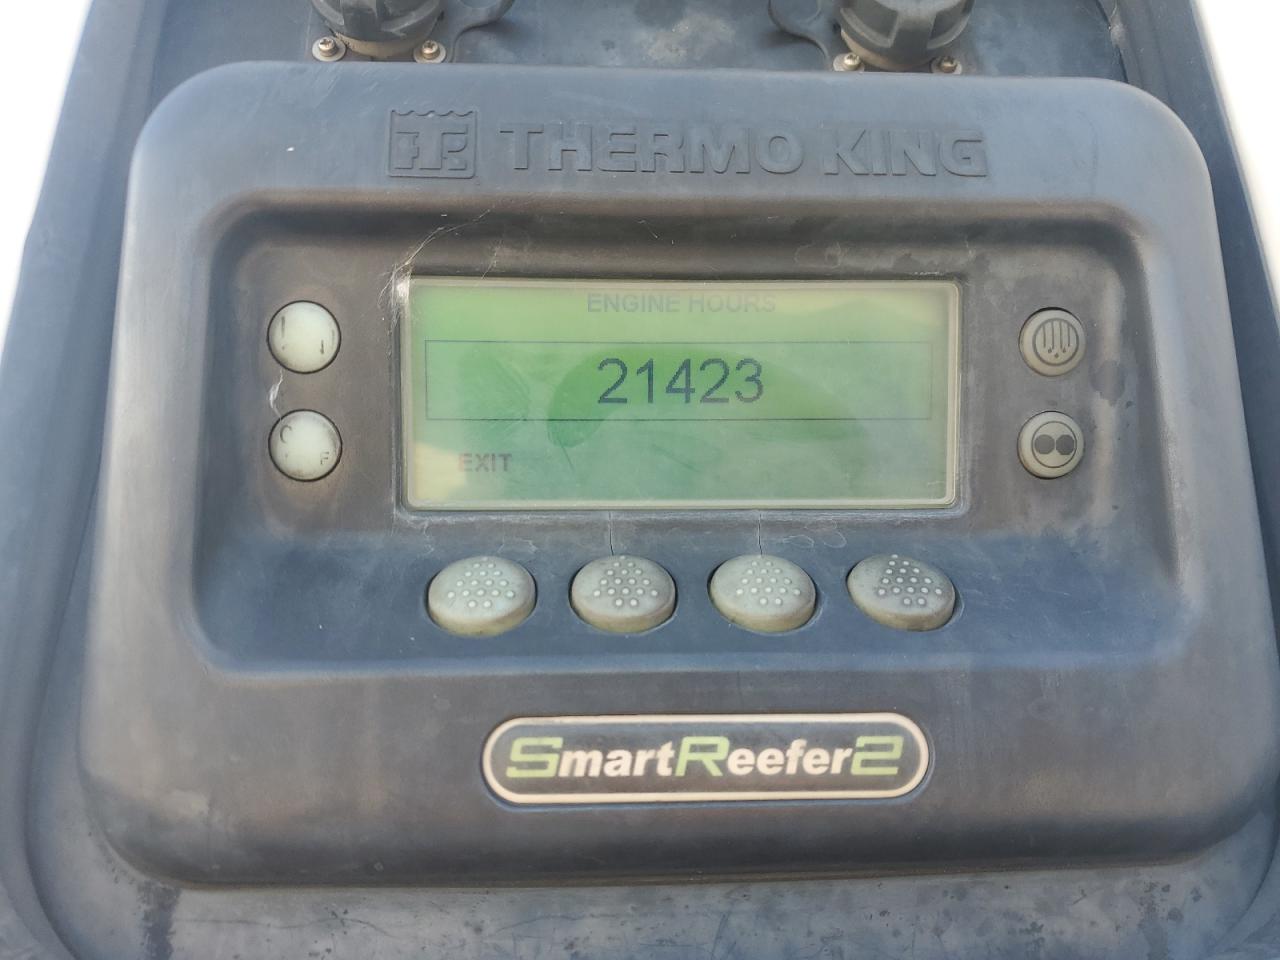 THERMO KING
ENGINE HOURS
21423
C F
EXIT
SmartReefer2